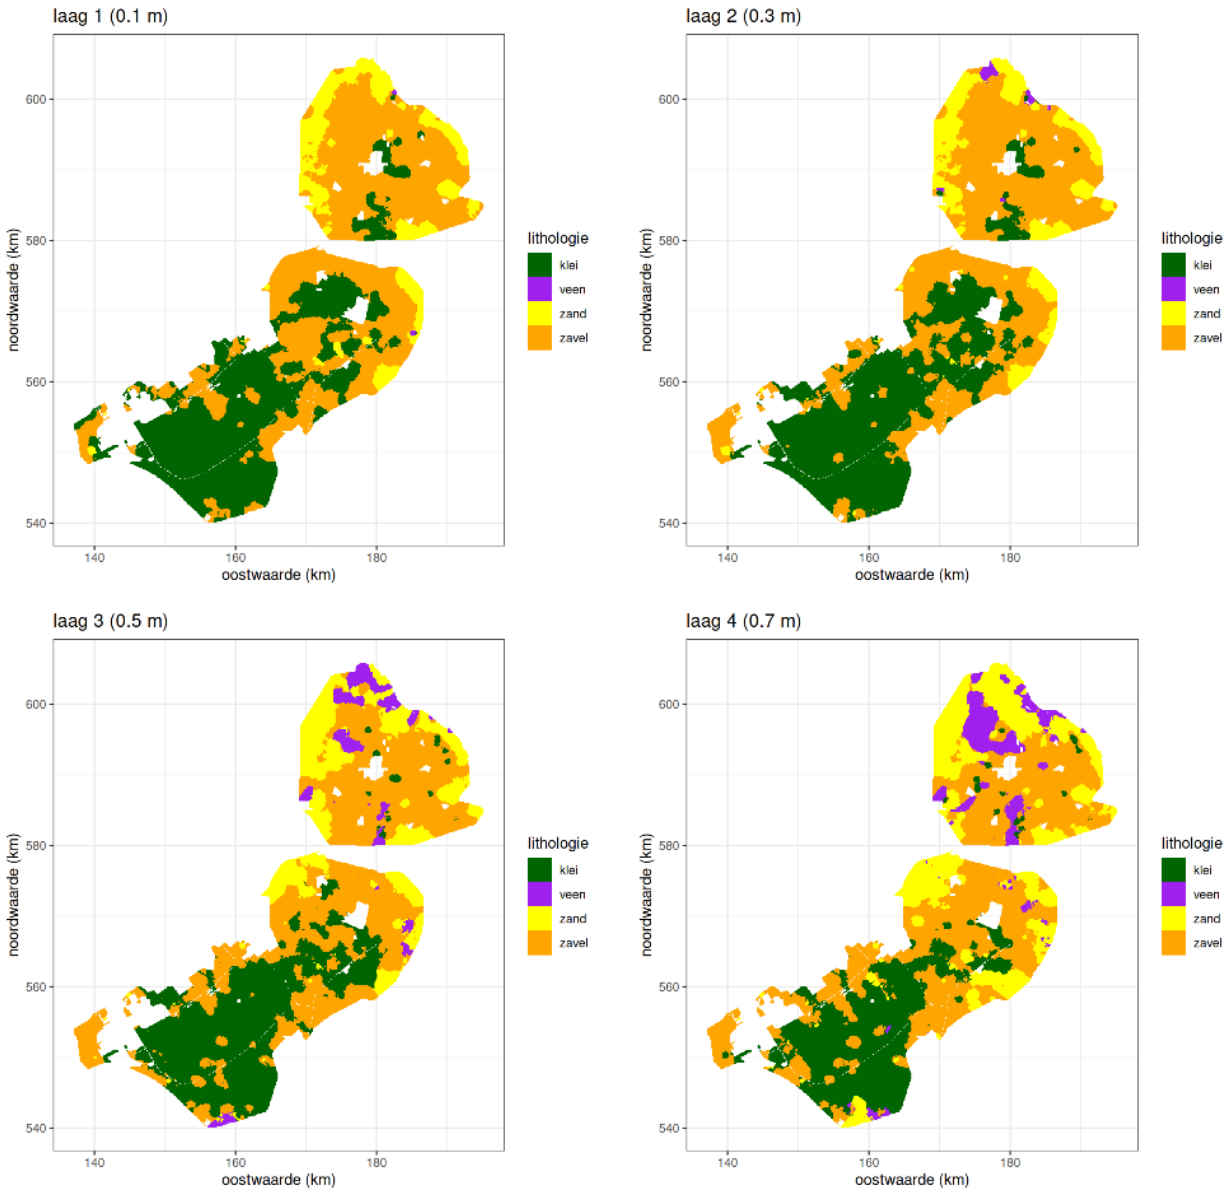 laag 1 (0.1 m)
noordwaarde (km)
600
580
560
540
140
160
180
oostwaarde (km)
lithologie
klei
veen
zand
zavel
laag 2 (0.3 m)
noordwaarde (km)
600
580
560
540
140
160
180
oostwaarde (km)
lithologie
klei
veen
zand
zavel
laag 3 (0.5 m)
noordwaarde (km)
600
580
560
540
140
160
180
oostwaarde (km)
lithologie
klei
veen
zand
zavel
laag 4 (0.7 m)
noordwaarde (km)
600
580
560
540
140
160
180
oostwaarde (km)
lithologie
klei
veen
zand
zavel